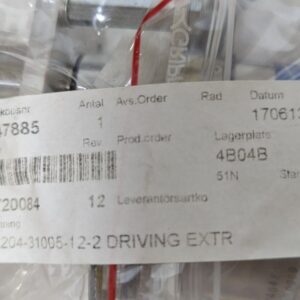 Antal Avs.Order Rad Datum
47885 1 170613
Rev Prod.order Lagerplats
4B04B
51N
720084 12 Leverantörsartko
204-31005-12-2 DRIVING EXTR